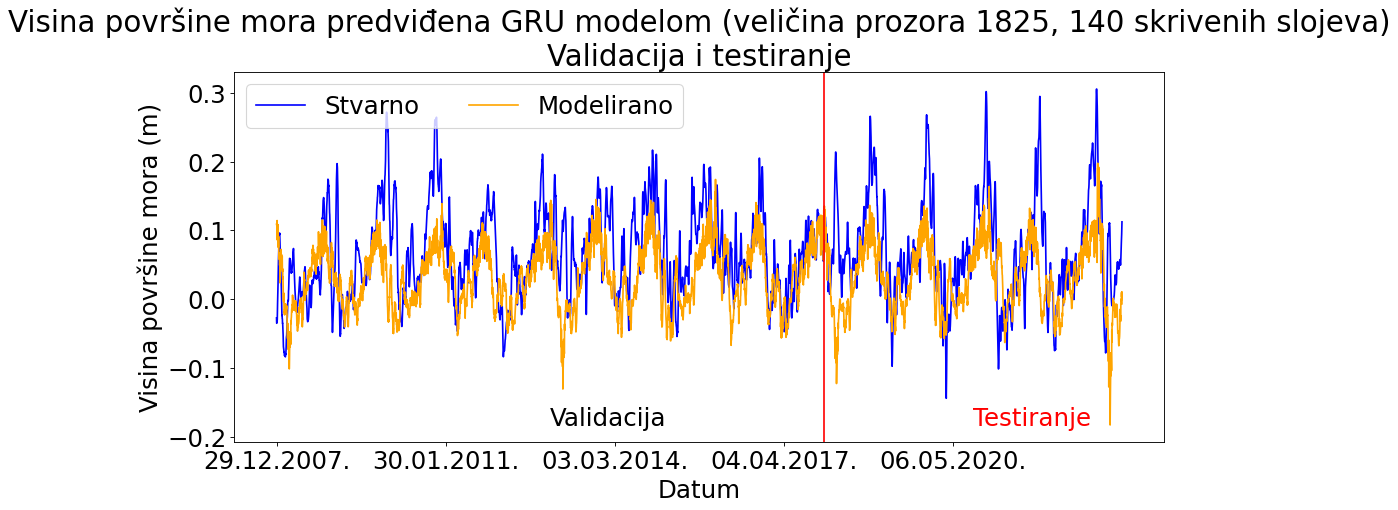 Visina površine mora predviđena GRU modelom (veličina prozora 1825, 140 skrivenih slojeva)
Validacija i testiranje
Stvarno Modelirano
Visina površine mora (m)
0.3
0.2
0.1
0.0
−0.1
−0.2
Validacija
Testiranje
29.12.2007. 30.01.2011. 03.03.2014. 04.04.2017. 06.05.2020.
Datum